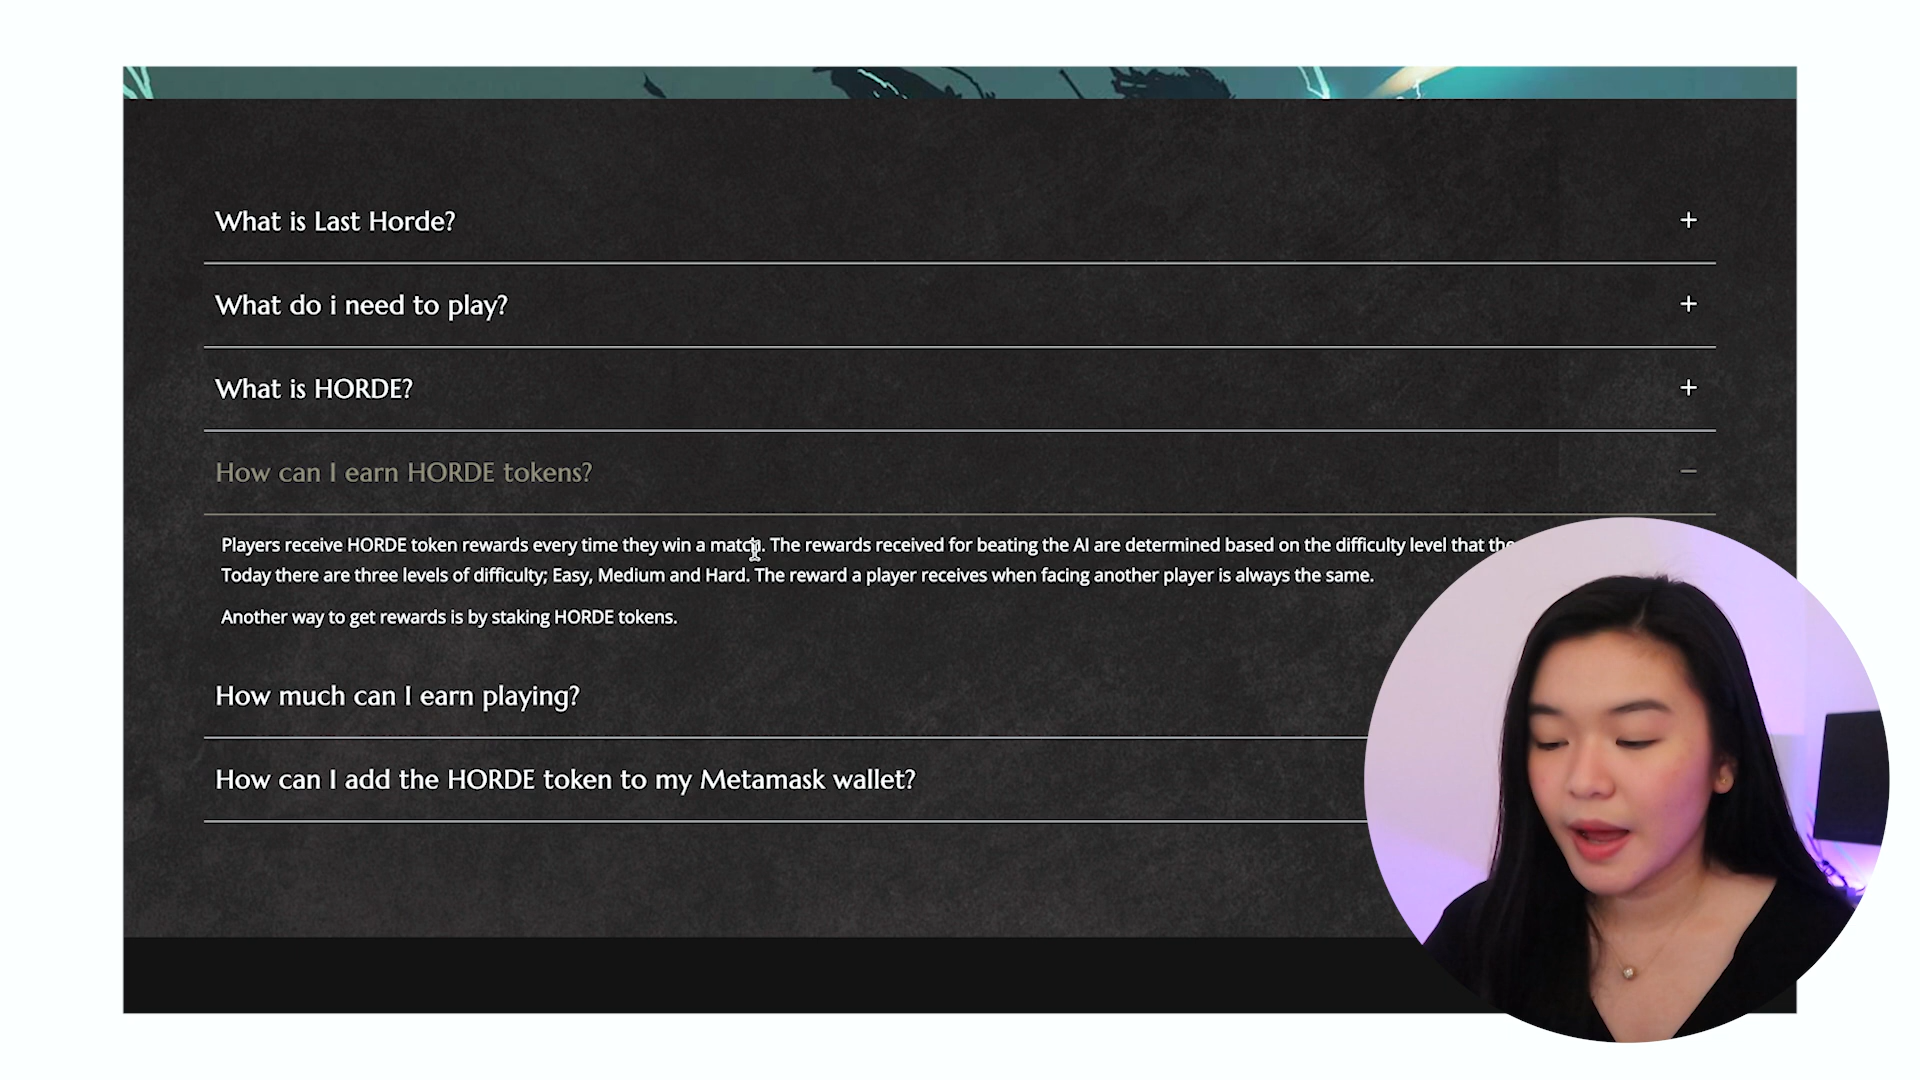 What is Last Horde?
What do i need to play?
What is HORDE?
How can I earn HORDE tokens?
Players receive HORDE token rewards every time they win a match. The rewards received for beating the AI are determined based on the difficulty level that
Today there are three levels of difficulty; Easy, Medium and Hard. The reward a player receives when facing another player is always the same.
Another way to get rewards is by staking HORDE tokens.
How much can I earn playing?
How can I add the HORDE token to my Metamask wallet?